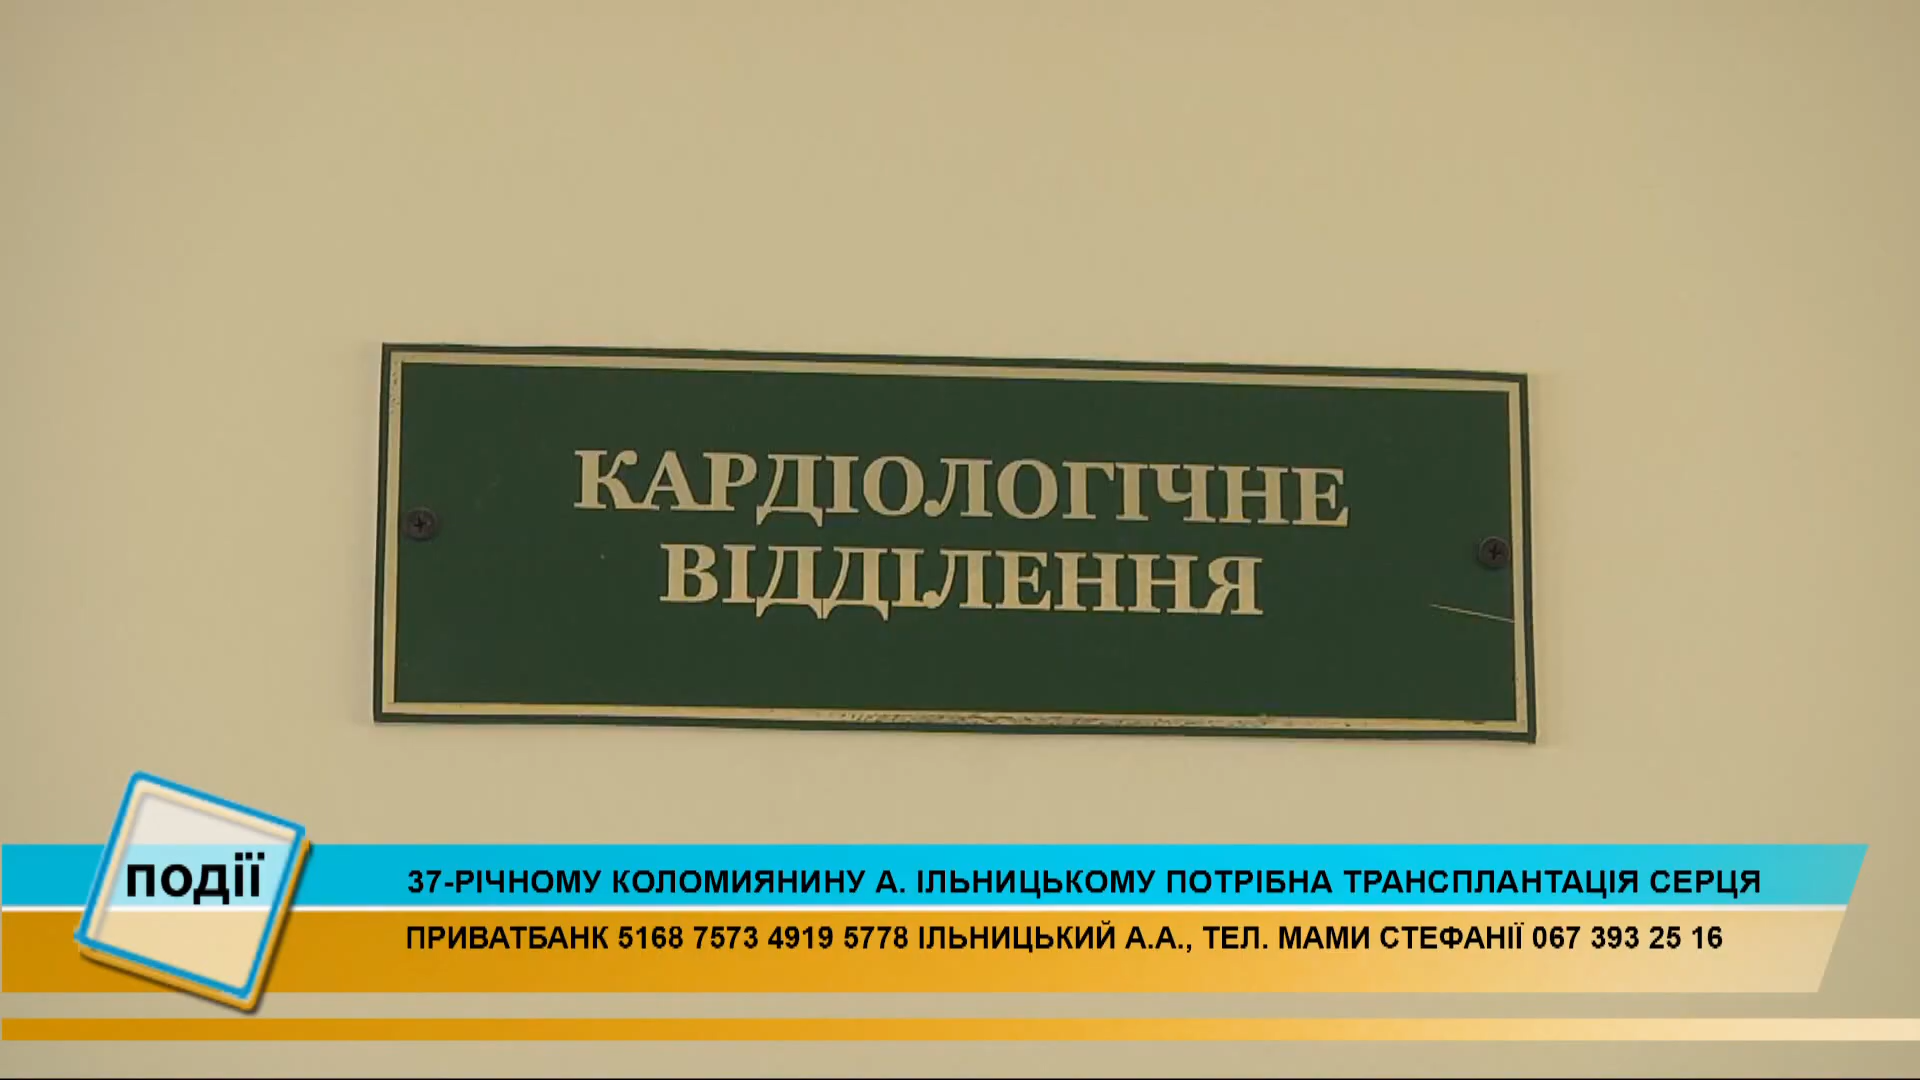 КАРДІОЛОГІЧНЕ
ВІДДІЛЕННЯ
події
37-РІЧНОМУ КОЛОМИЯНИНУ А. ІЛЬНИЦЬКОМУ ПОТРІБНА ТРАНСПЛАНТАЦІЯ СЕРЦЯ
ПРИВАТБАНК 5168 7573 4919 5778 ІЛЬНИЦЬКИЙ А.А., ТЕЛ. МАМИ СТЕФАНІЇ 067 393 25 16